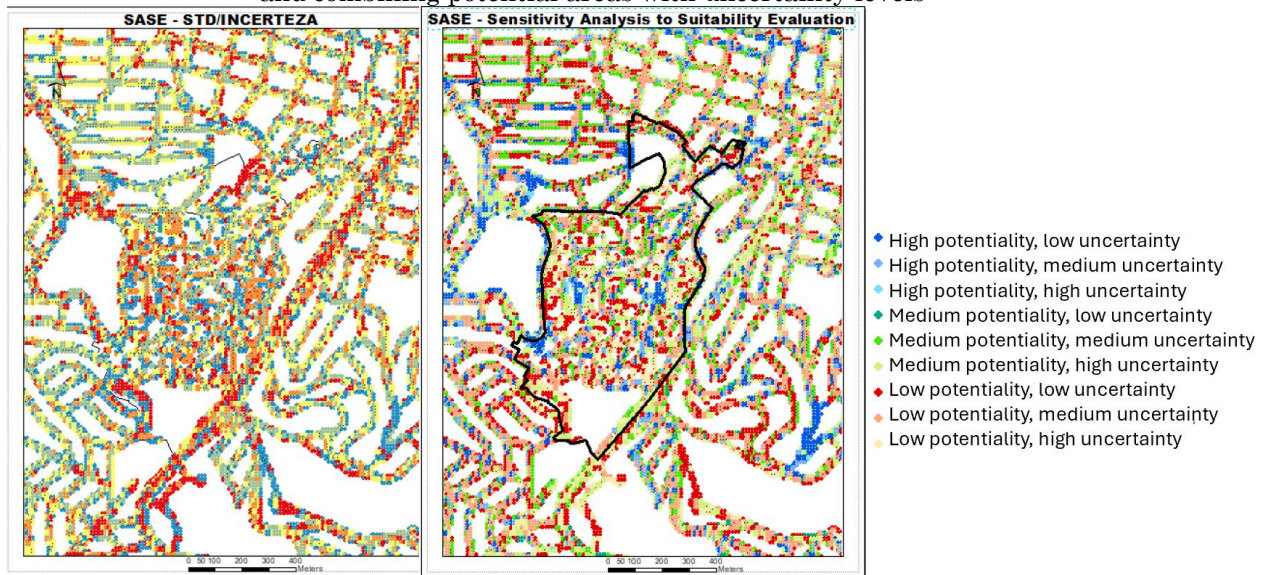 and combining potential areas with uncertainty levels
SASE - STD/INCERTEZA
SASE - Sensitivity Analysis to Suitability Evaluation
N
N
High potentiality, low uncertainty
High potentiality, medium uncertainty
High potentiality, high uncertainty
Medium potentiality, low uncertainty
Medium potentiality, medium uncertainty
Medium potentiality, high uncertainty
Low potentiality, low uncertainty
Low potentiality, medium uncertainty
Low potentiality, high uncertainty
0 50 100 200 300 400
Meters
0 50 100 200 300 400
Meters